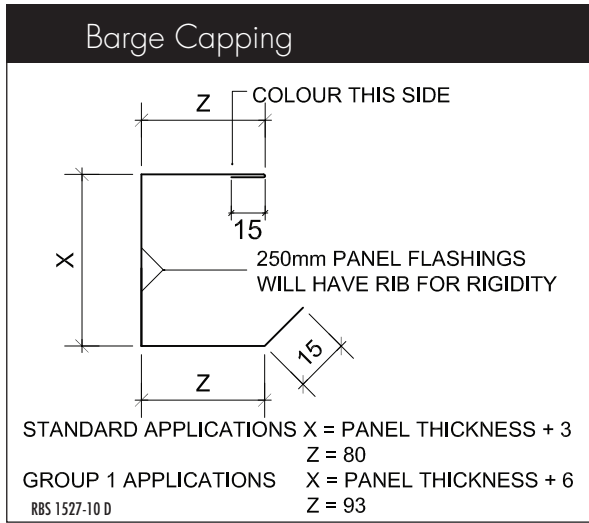 Barge Capping
Z
COLOUR THIS SIDE
15
X
250mm PANEL FLASHINGS
WILL HAVE RIB FOR RIGIDITY
15
Z
STANDARD APPLICATIONS X = PANEL THICKNESS + 3
Z = 80
GROUP 1 APPLICATIONS X = PANEL THICKNESS + 6
RBS 1527-10 D Z = 93